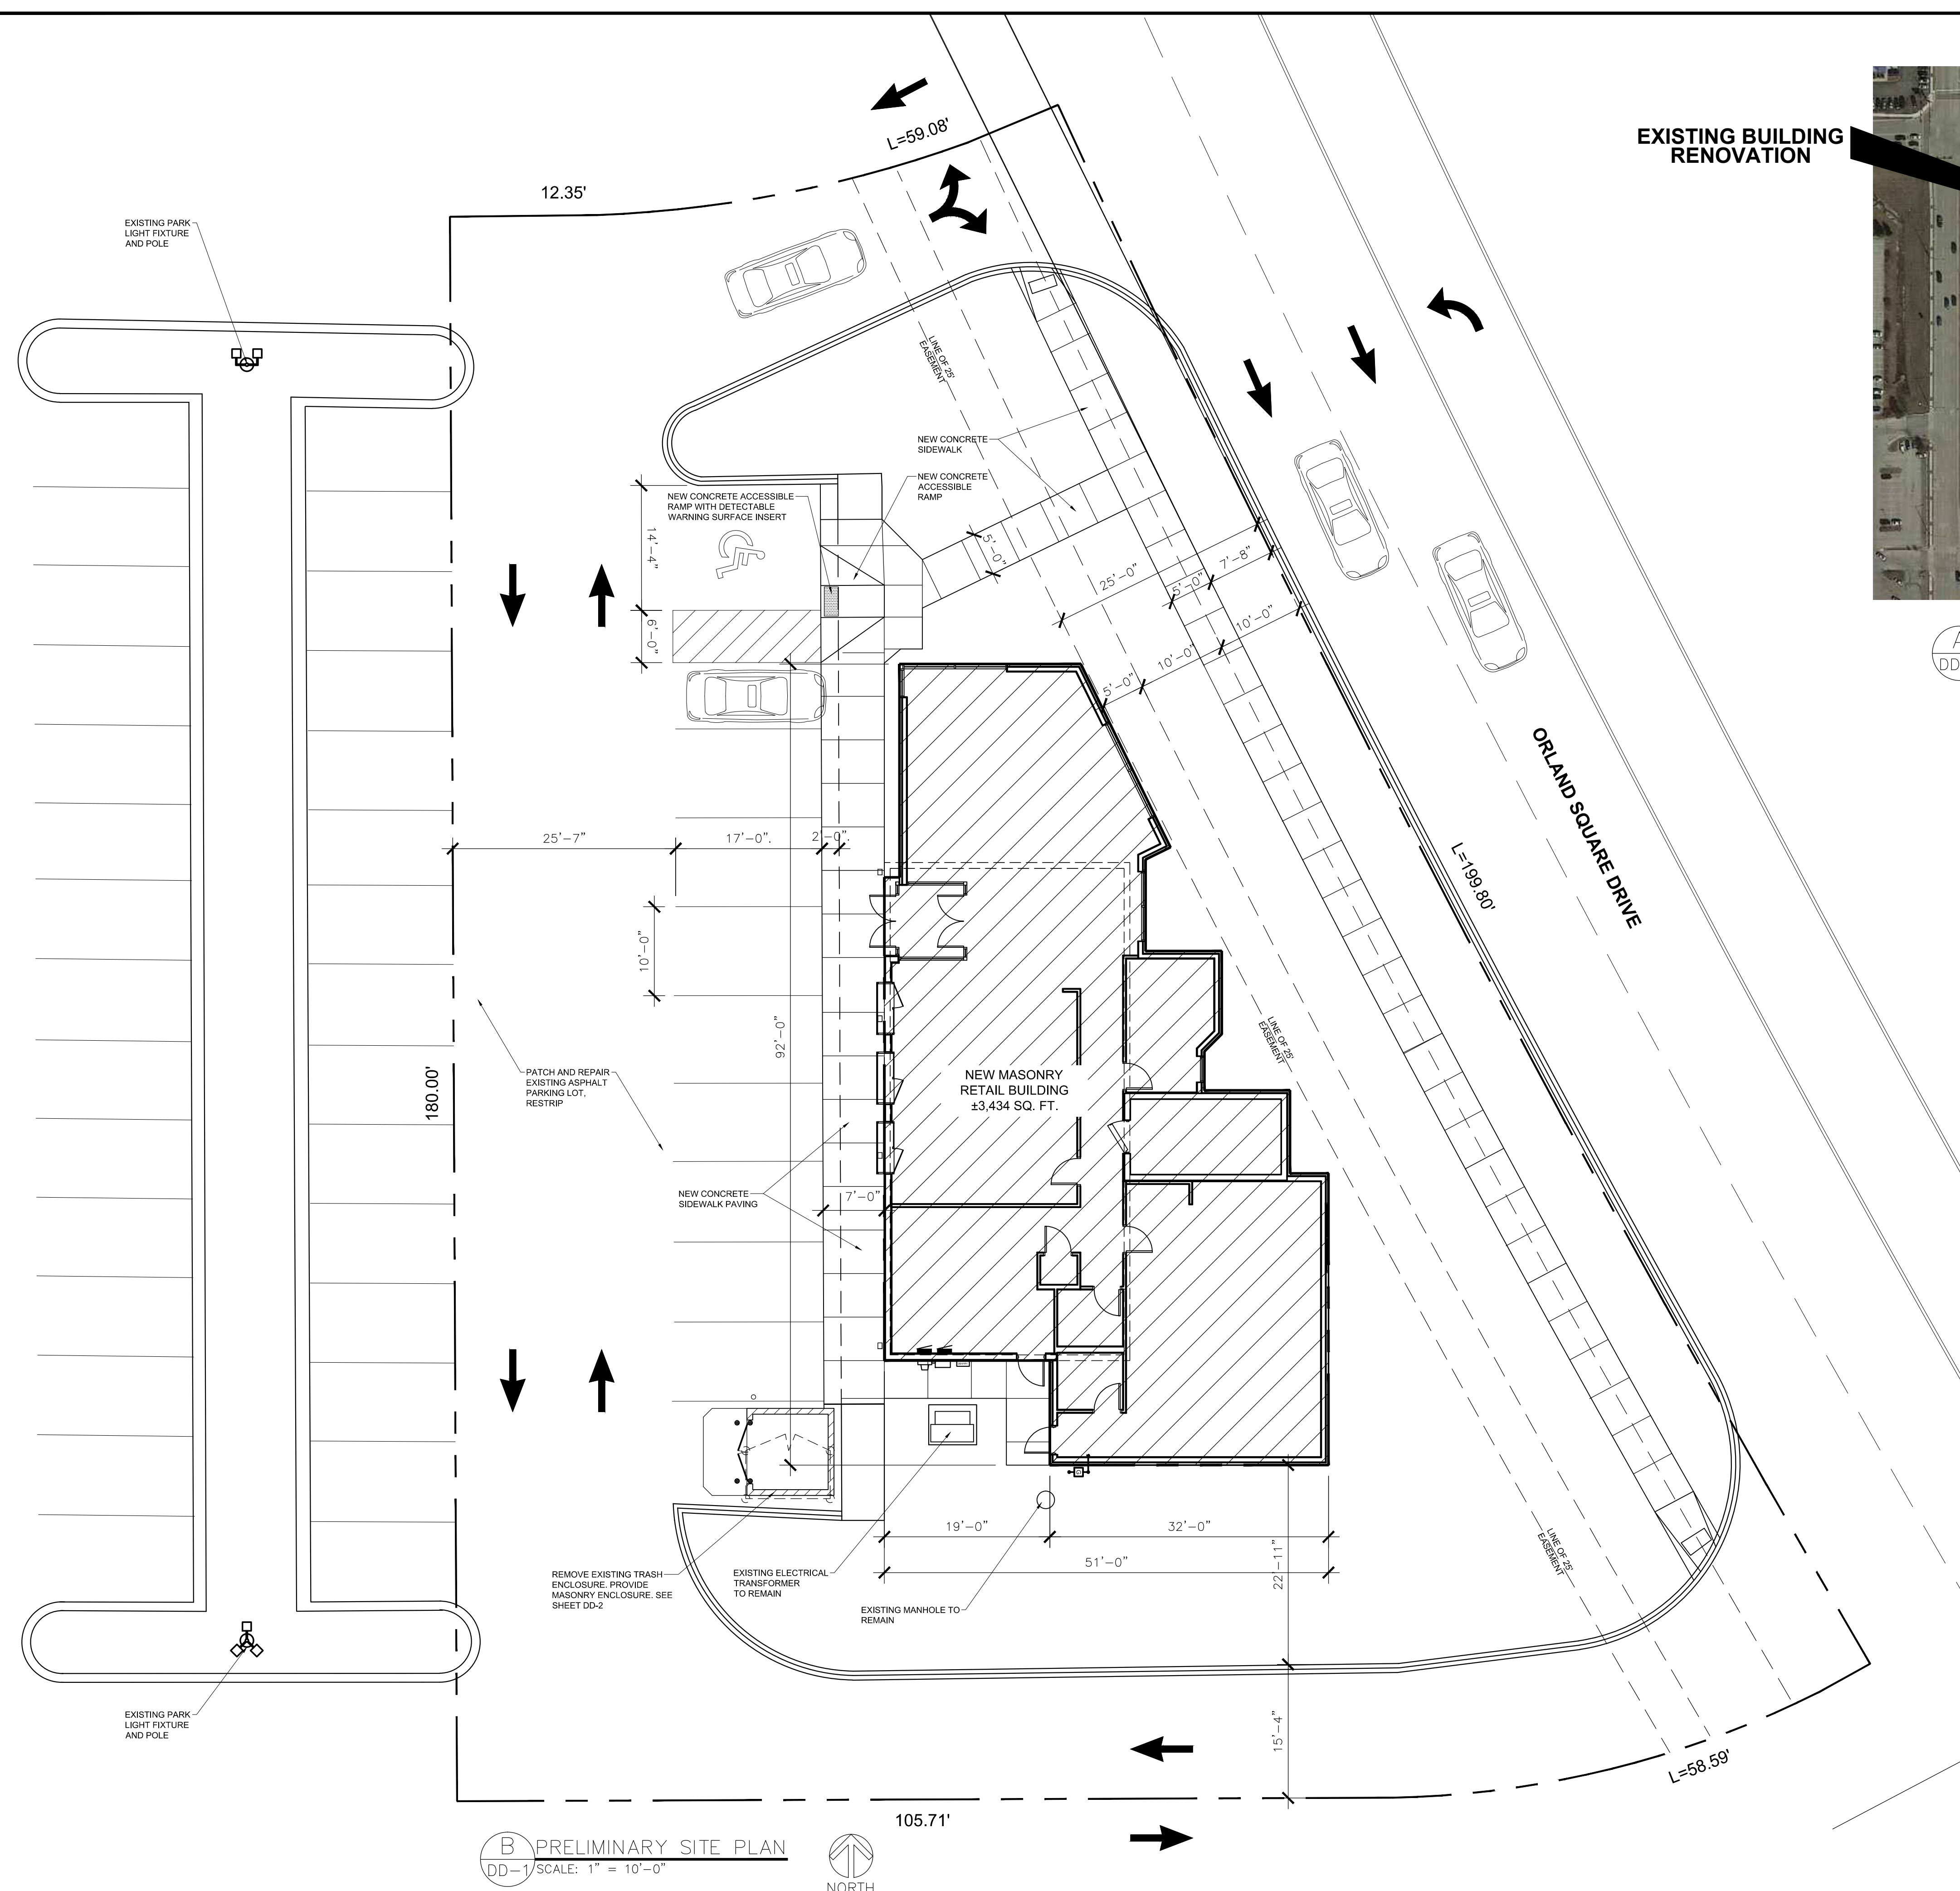 L=59.08'
12.35'
EXISTING BUILDING
RENOVATION
EXISTING PARK
LIGHT FIXTURE
AND POLE
LINE OF 25'
EASEMENT
NEW CONCRETE
SIDEWALK
NEW CONCRETE
ACCESSIBLE
RAMP
NEW CONCRETE ACCESSIBLE
RAMP WITH DETECTABLE
WARNING SURFACE INSERT
14'-4"
5'-0"
25'-0"
7'-8"
5'-0"
6'-0"
10'-0"
10'-0"
5'-0"
A
DD
ORLAND SQUARE DRIVE
25'-7"
17'-0".
2'-0".
L=199.80'
10'-0"
92'-0"
LINE OF 25'
EASEMENT
180.00'
PATCH AND REPAIR
EXISTING ASPHALT
PARKING LOT,
RESTRIP
NEW MASONRY
RETAIL BUILDING
±3,434 SQ. FT.
NEW CONCRETE
SIDEWALK PAVING
7'-0"
19'-0"
32'-0"
51'-0"
22'-11"
LINE OF 25'
EASEMENT
REMOVE EXISTING TRASH
ENCLOSURE. PROVIDE
MASONRY ENCLOSURE. SEE
SHEET DD-2
EXISTING ELECTRICAL
TRANSFORMER
TO REMAIN
EXISTING MANHOLE TO
REMAIN
EXISTING PARK
LIGHT FIXTURE
AND POLE
15'-4"
L=58.59'
105.71'
B
DD-1
PRELIMINARY SITE PLAN
SCALE: 1" = 10'-0"
NORTH